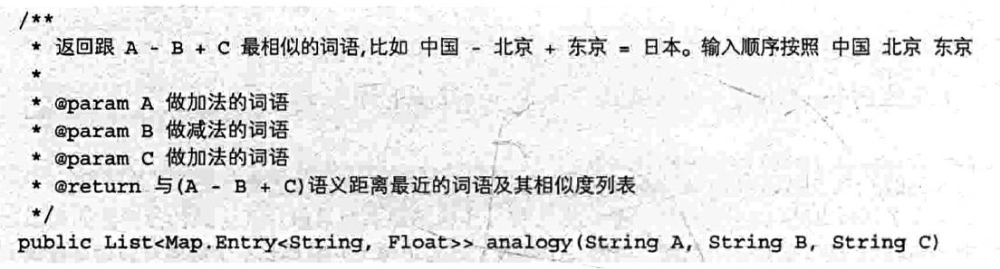 /**
 * 返回跟 A - B + C 最相似的词语,比如 中国 - 北京 + 东京 = 日本。输入顺序按照 中国 北京 东京
 *
 * @param A 做加法的词语
 * @param B 做减法的词语
 * @param C 做加法的词语
 * @return 与(A - B + C)语义距离最近的词语及其相似度列表
 */
public List<Map.Entry<String, Float>> analogy(String A, String B, String C)